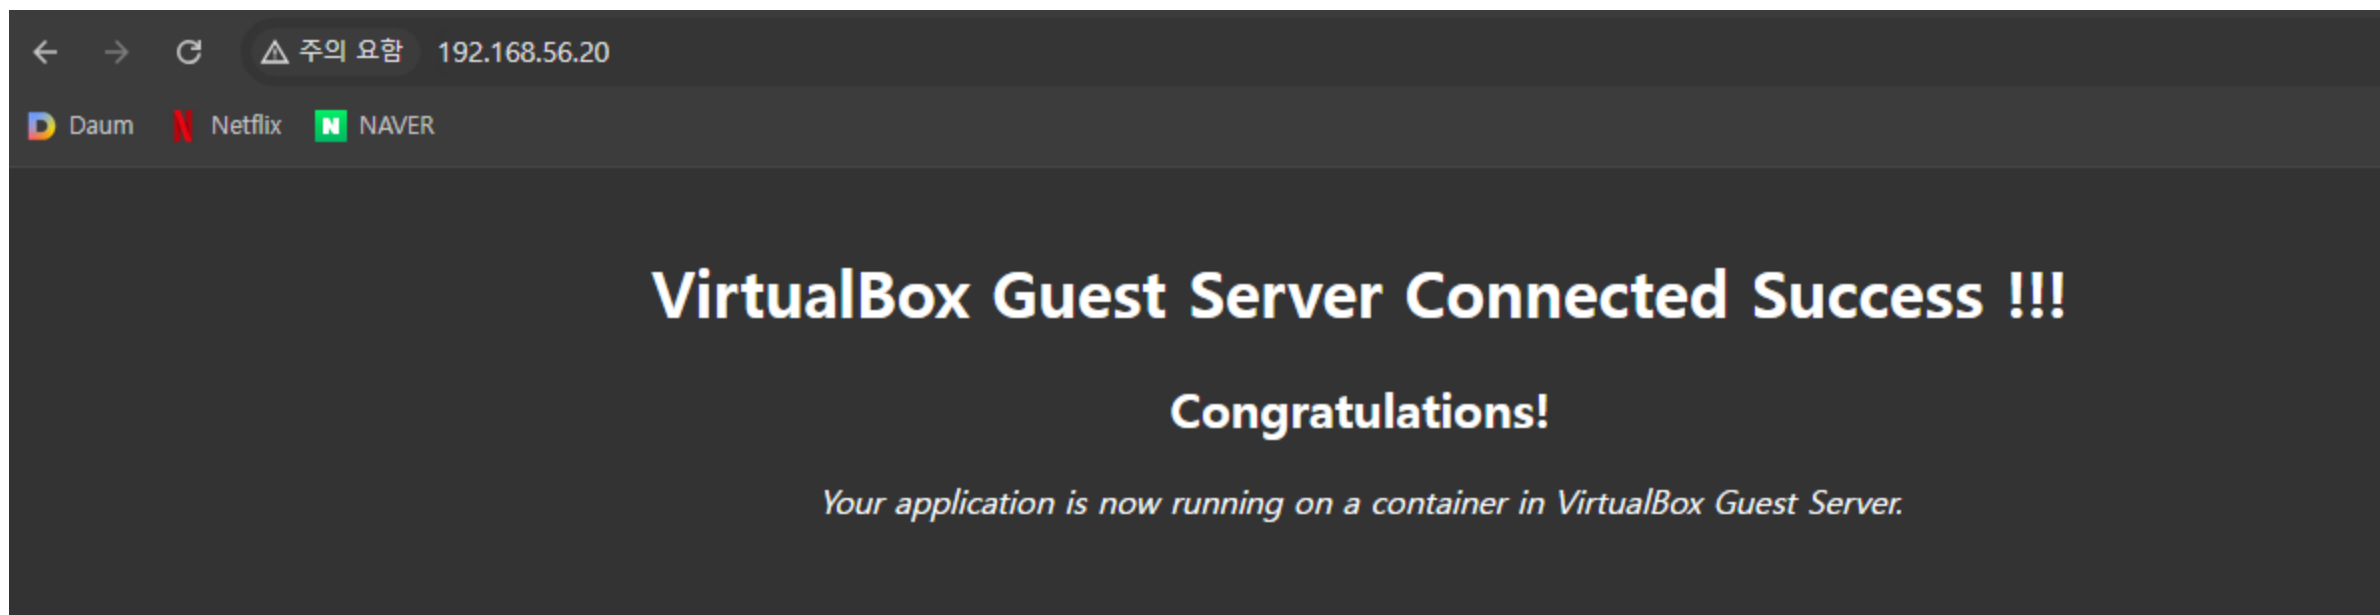 주의 요함 192.168.56.20
Daum Netflix NAVER
VirtualBox Guest Server Connected Success !!!
Congratulations!
Your application is now running on a container in VirtualBox Guest Server.